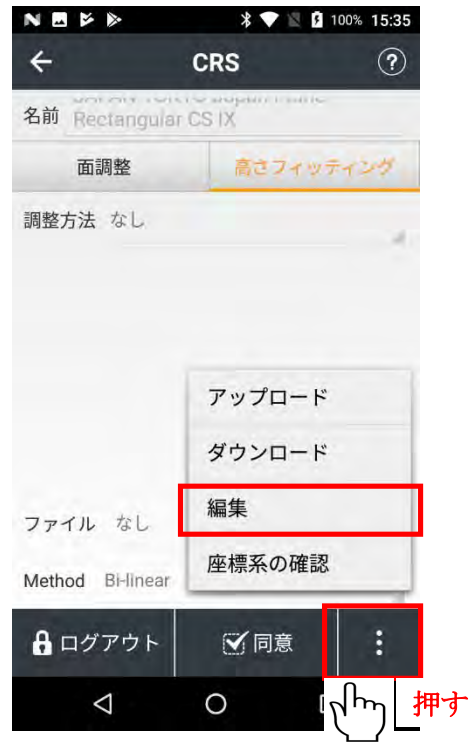 100% 15:35
CRS
?
名前
Rectangular CS IX
面調整 高さフィッティング
調整方法 なし
アップロード
ダウンロード
編集
座標系の確認
ファイル なし
Method Bi-linear
ログアウト 同意
押す